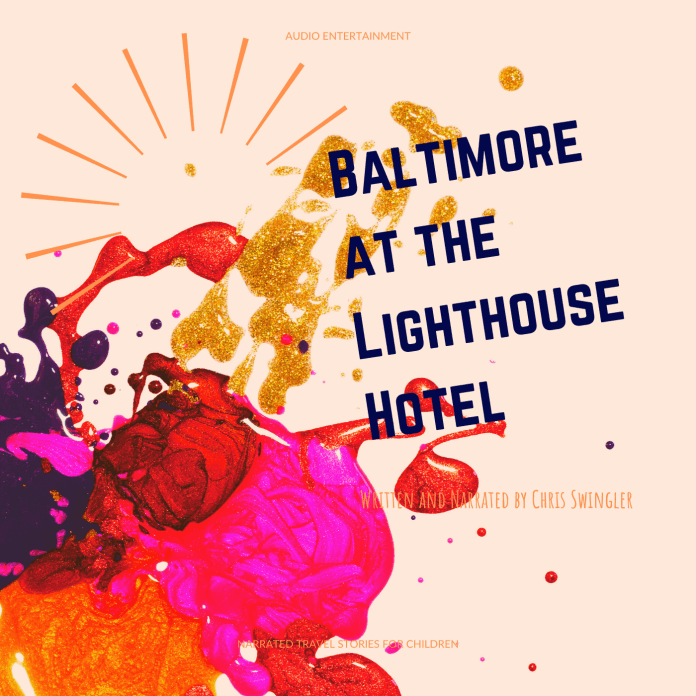 AUDIO ENTERTAINMENT
Baltimore
at the
Lighthouse
Hotel
written and narrated by Chris Swingler
NARRATED TRAVEL STORIES FOR CHILDREN